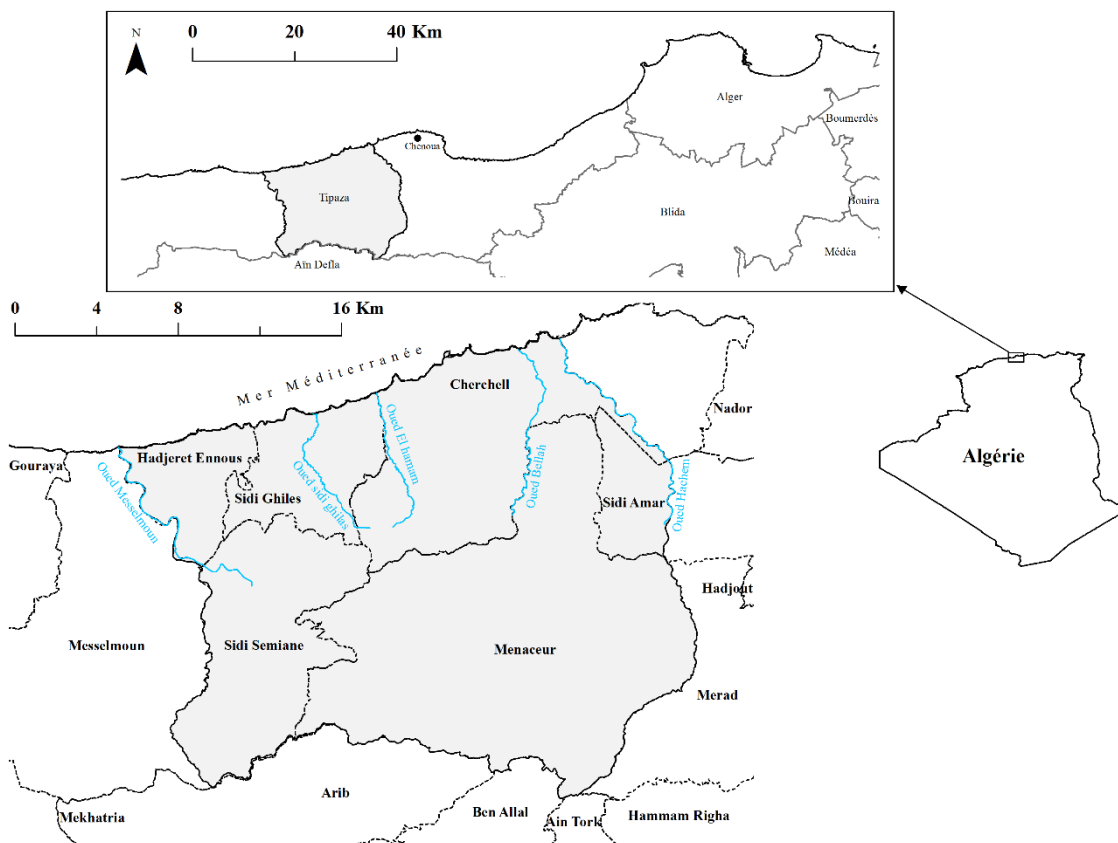 N
0 20 40 Km
Alger
Boumerdès
Chenoua
Tipaza
Bouira
Blida
Médéa
Aïn Defla
0 4 8 16 Km
Mer Méditerranée
Cherchell
Nador
Algérie
Gouraya
Hadjeret Ennous
Oued El hamam
Oued Messelmoun
Sidi Ghiles
Oued sidi ghilas
Oued Bellah
Sidi Amar
Oued Hachem
Hadjout
Messelmoun
Sidi Semiane
Menaceur
Merad
Arib
Mekhatria
Ben Allal
Ain Tork
Hammam Righa